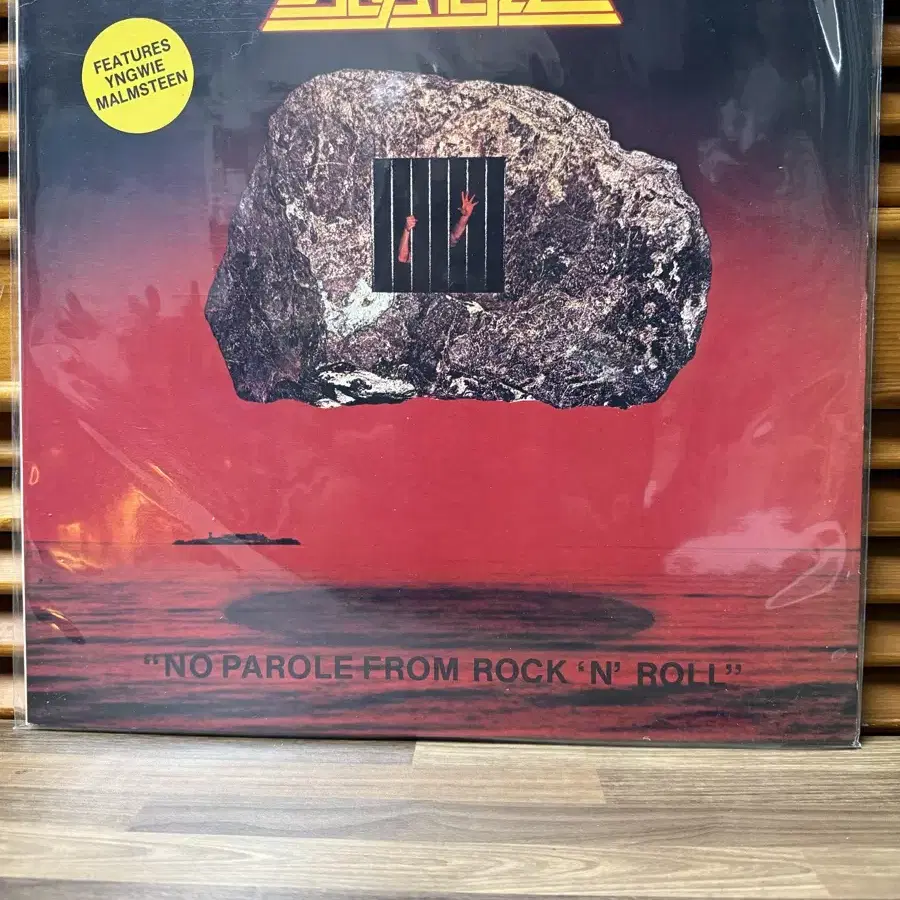 FEATURES
YNGWIE
MALMSTEEN
“NO PAROLE FROM ROCK ‘N’ ROLL”